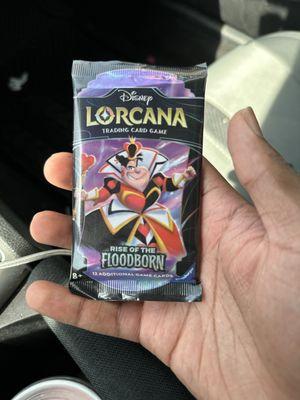 Disney
LORCANA
TRADING CARD GAME
RISE OF THE
FLOODBORN
12 ADDITIONAL GAME CARDS
8+